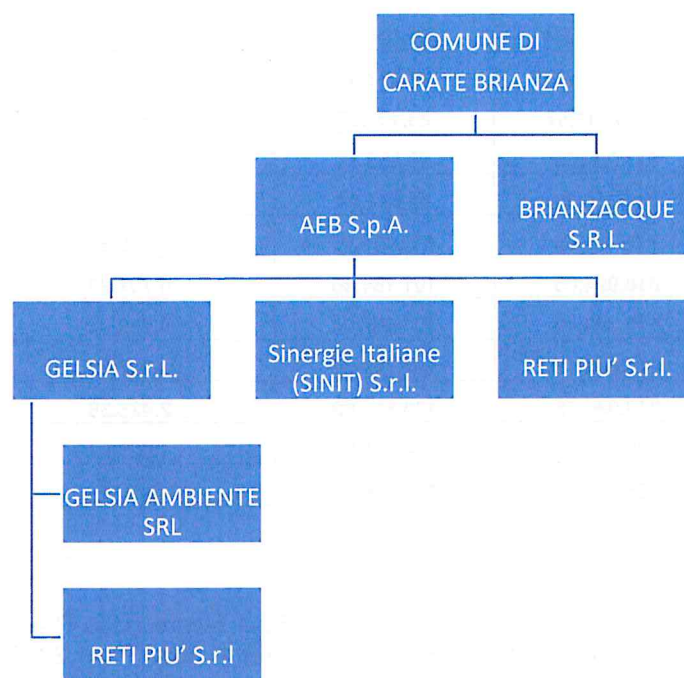 COMUNE DI
CARATE BRIANZA
AEB S.p.A.
BRIANZACQUE
S.R.L.
GELSIA S.r.L.
Sinergie Italiane
(SINIT) S.r.l.
RETI PIU' S.r.l.
GELSIA AMBIENTE
SRL
RETI PIU' S.r.l